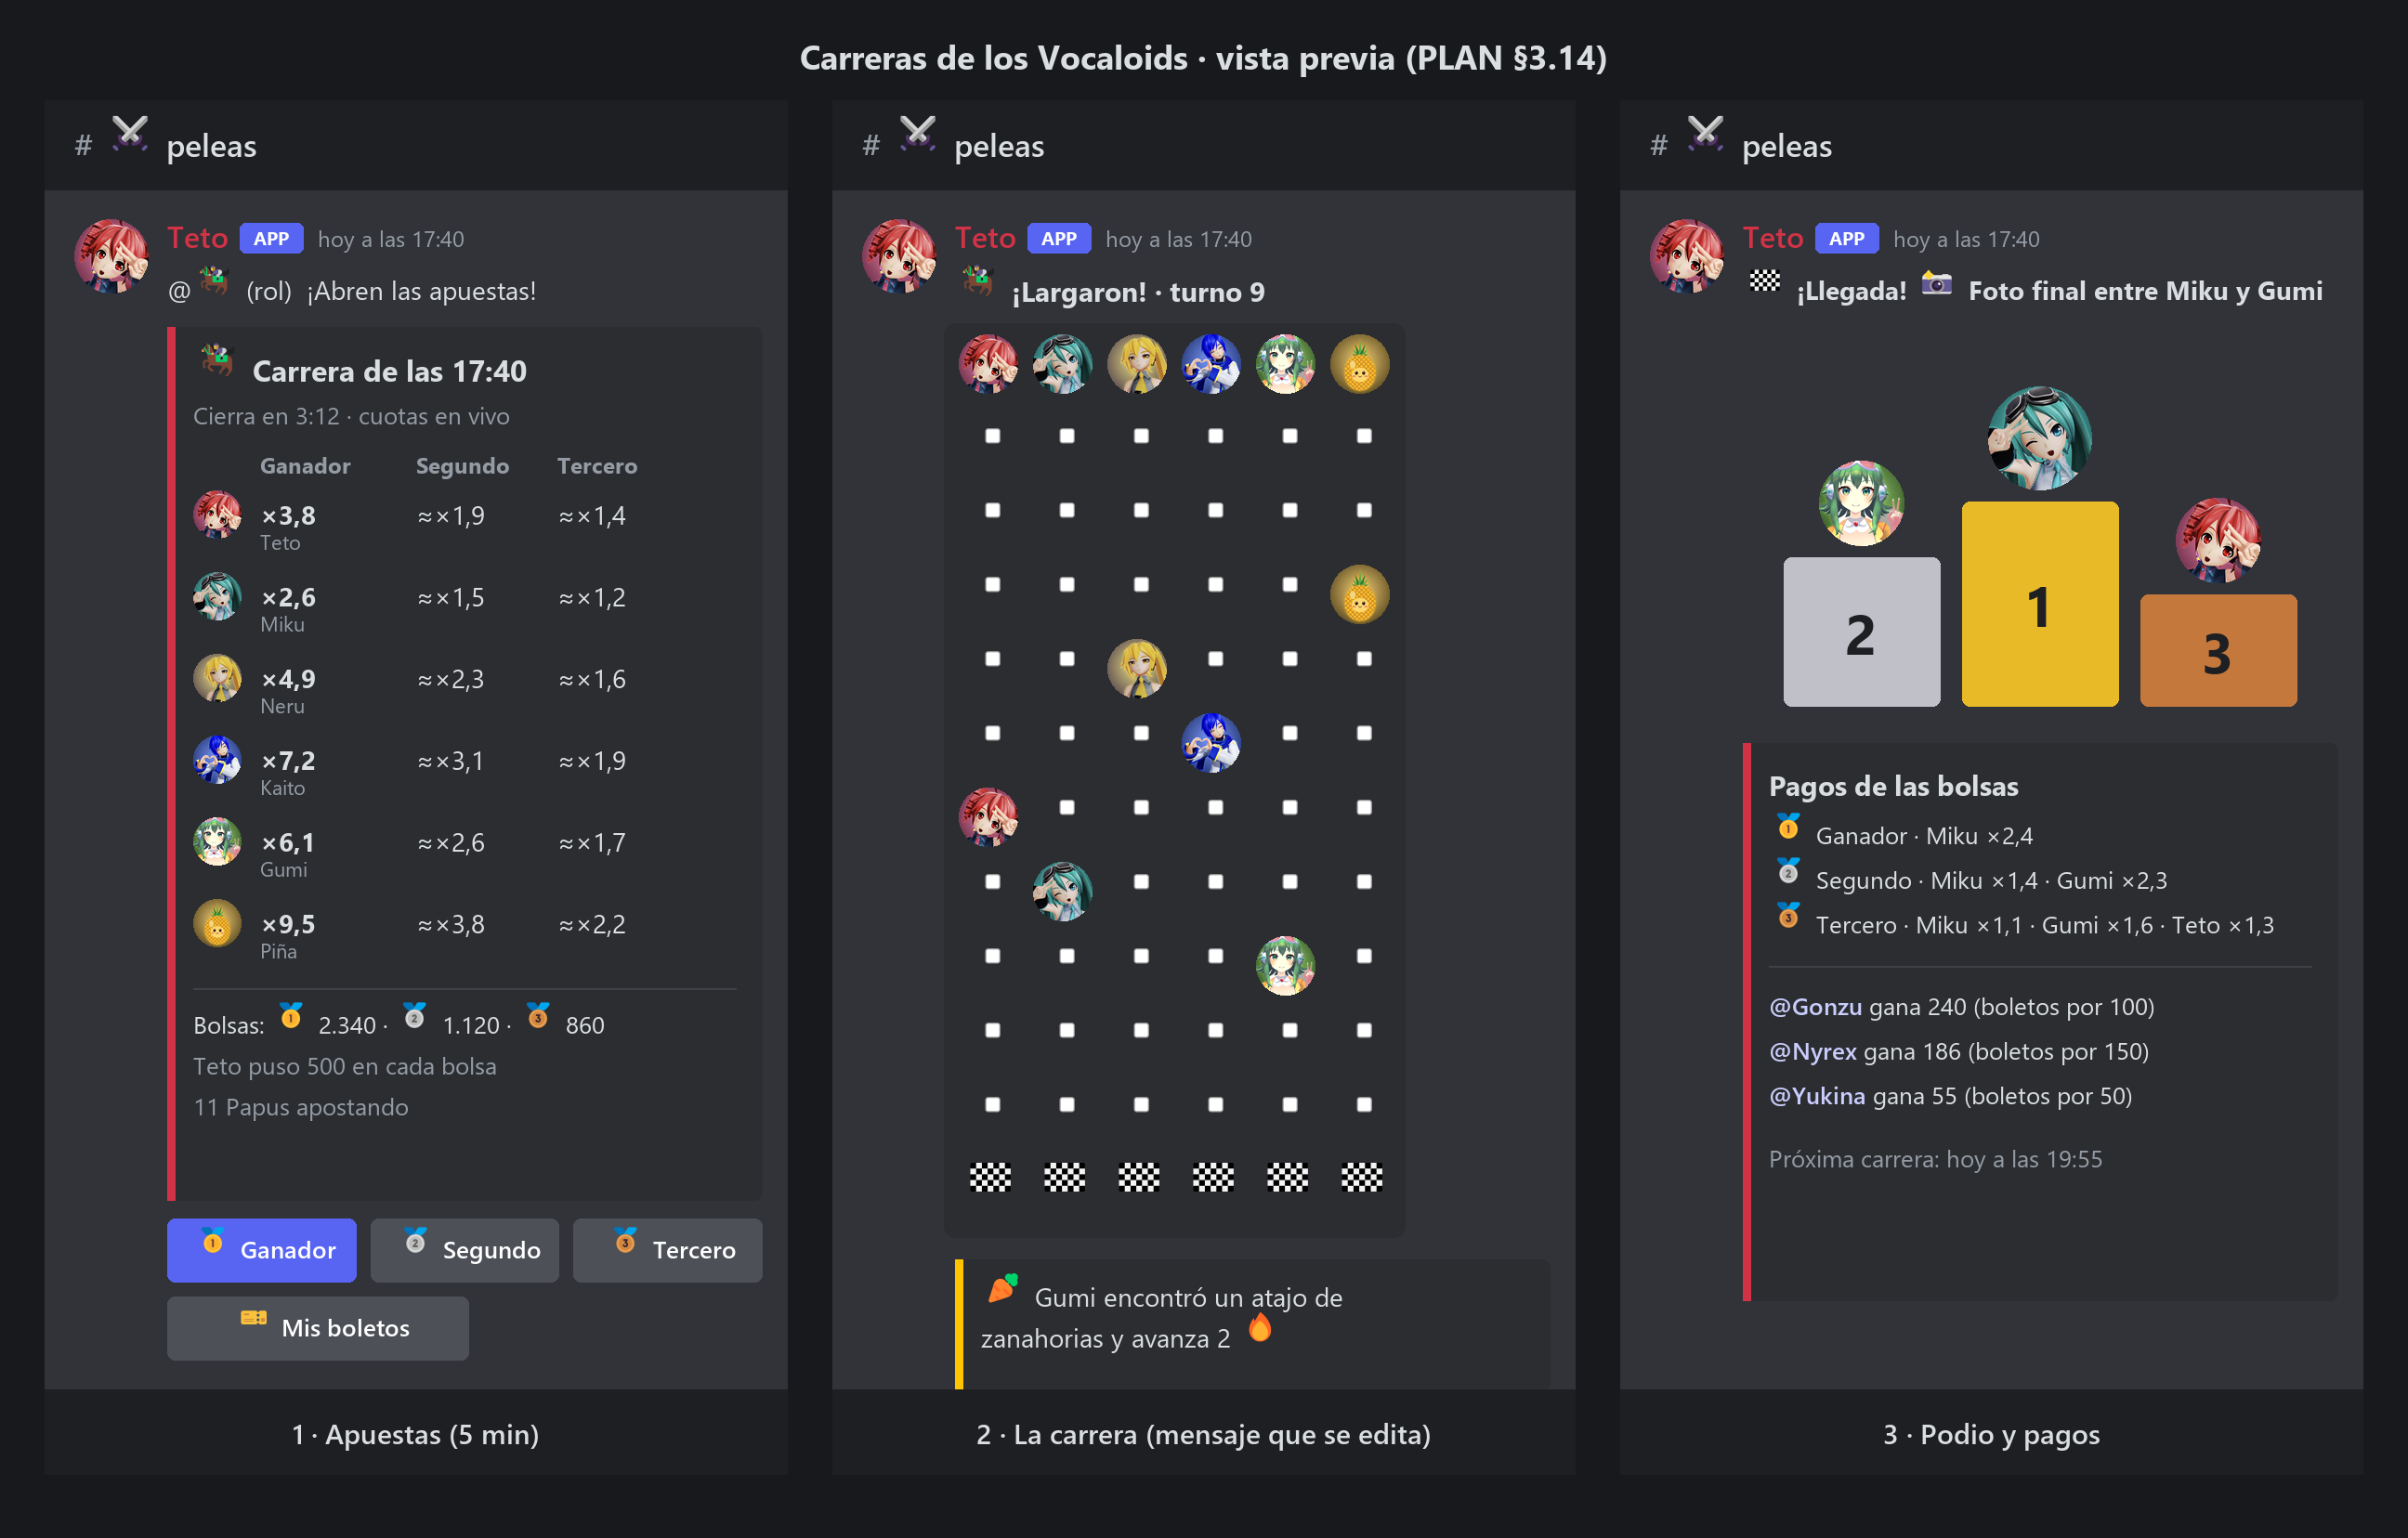 Carreras de los Vocaloids · vista previa (PLAN §3.14)
# peleas
Teto APP hoy a las 17:40
@ (rol) ¡Abren las apuestas!
Carrera de las 17:40
Cierra en 3:12 · cuotas en vivo
Ganador Segundo Tercero
×3,8 ≈×1,9 ≈×1,4
Teto
×2,6 ≈×1,5 ≈×1,2
Miku
×4,9 ≈×2,3 ≈×1,6
Neru
×7,2 ≈×3,1 ≈×1,9
Kaito
×6,1 ≈×2,6 ≈×1,7
Gumi
×9,5 ≈×3,8 ≈×2,2
Piña
Bolsas: 1 2.340 · 2 1.120 · 3 860
Teto puso 500 en cada bolsa
11 Papus apostando
1 Ganador
2 Segundo
3 Tercero
Mis boletos
1 · Apuestas (5 min)
# peleas
Teto APP hoy a las 17:40
¡Largaron! · turno 9
Gumi encontró un atajo de
zanahorias y avanza 2
2 · La carrera (mensaje que se edita)
# peleas
Teto APP hoy a las 17:40
¡Llegada! Foto final entre Miku y Gumi
2
1
3
Pagos de las bolsas
1 Ganador · Miku ×2,4
2 Segundo · Miku ×1,4 · Gumi ×2,3
3 Tercero · Miku ×1,1 · Gumi ×1,6 · Teto ×1,3
@Gonzu gana 240 (boletos por 100)
@Nyrex gana 186 (boletos por 150)
@Yukina gana 55 (boletos por 50)
Próxima carrera: hoy a las 19:55
3 · Podio y pagos